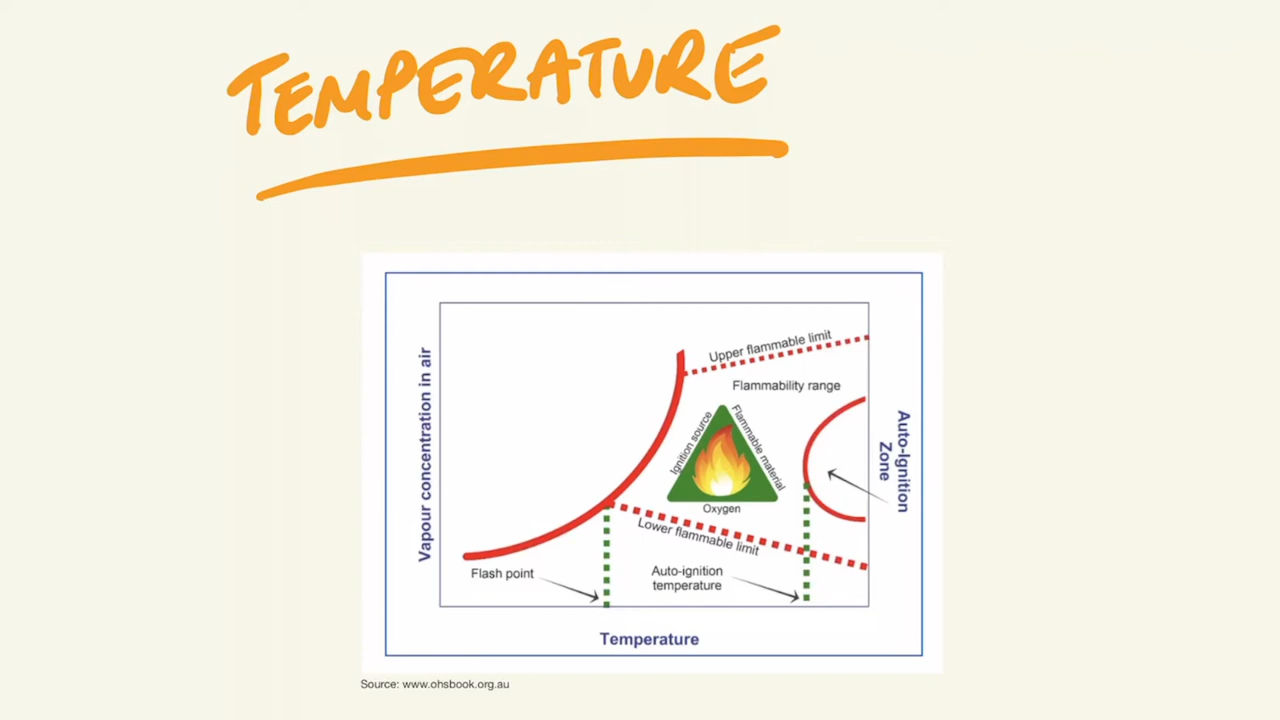 TEMPERATURE
Upper flammable limit
Flammability range
Vapour concentration in air
Ignition source
Flammable material
Oxygen
Auto-Ignition
Zone
Lower flammable limit
Flash point
Auto-ignition
temperature
Temperature
Source: www.ohsbook.org.au